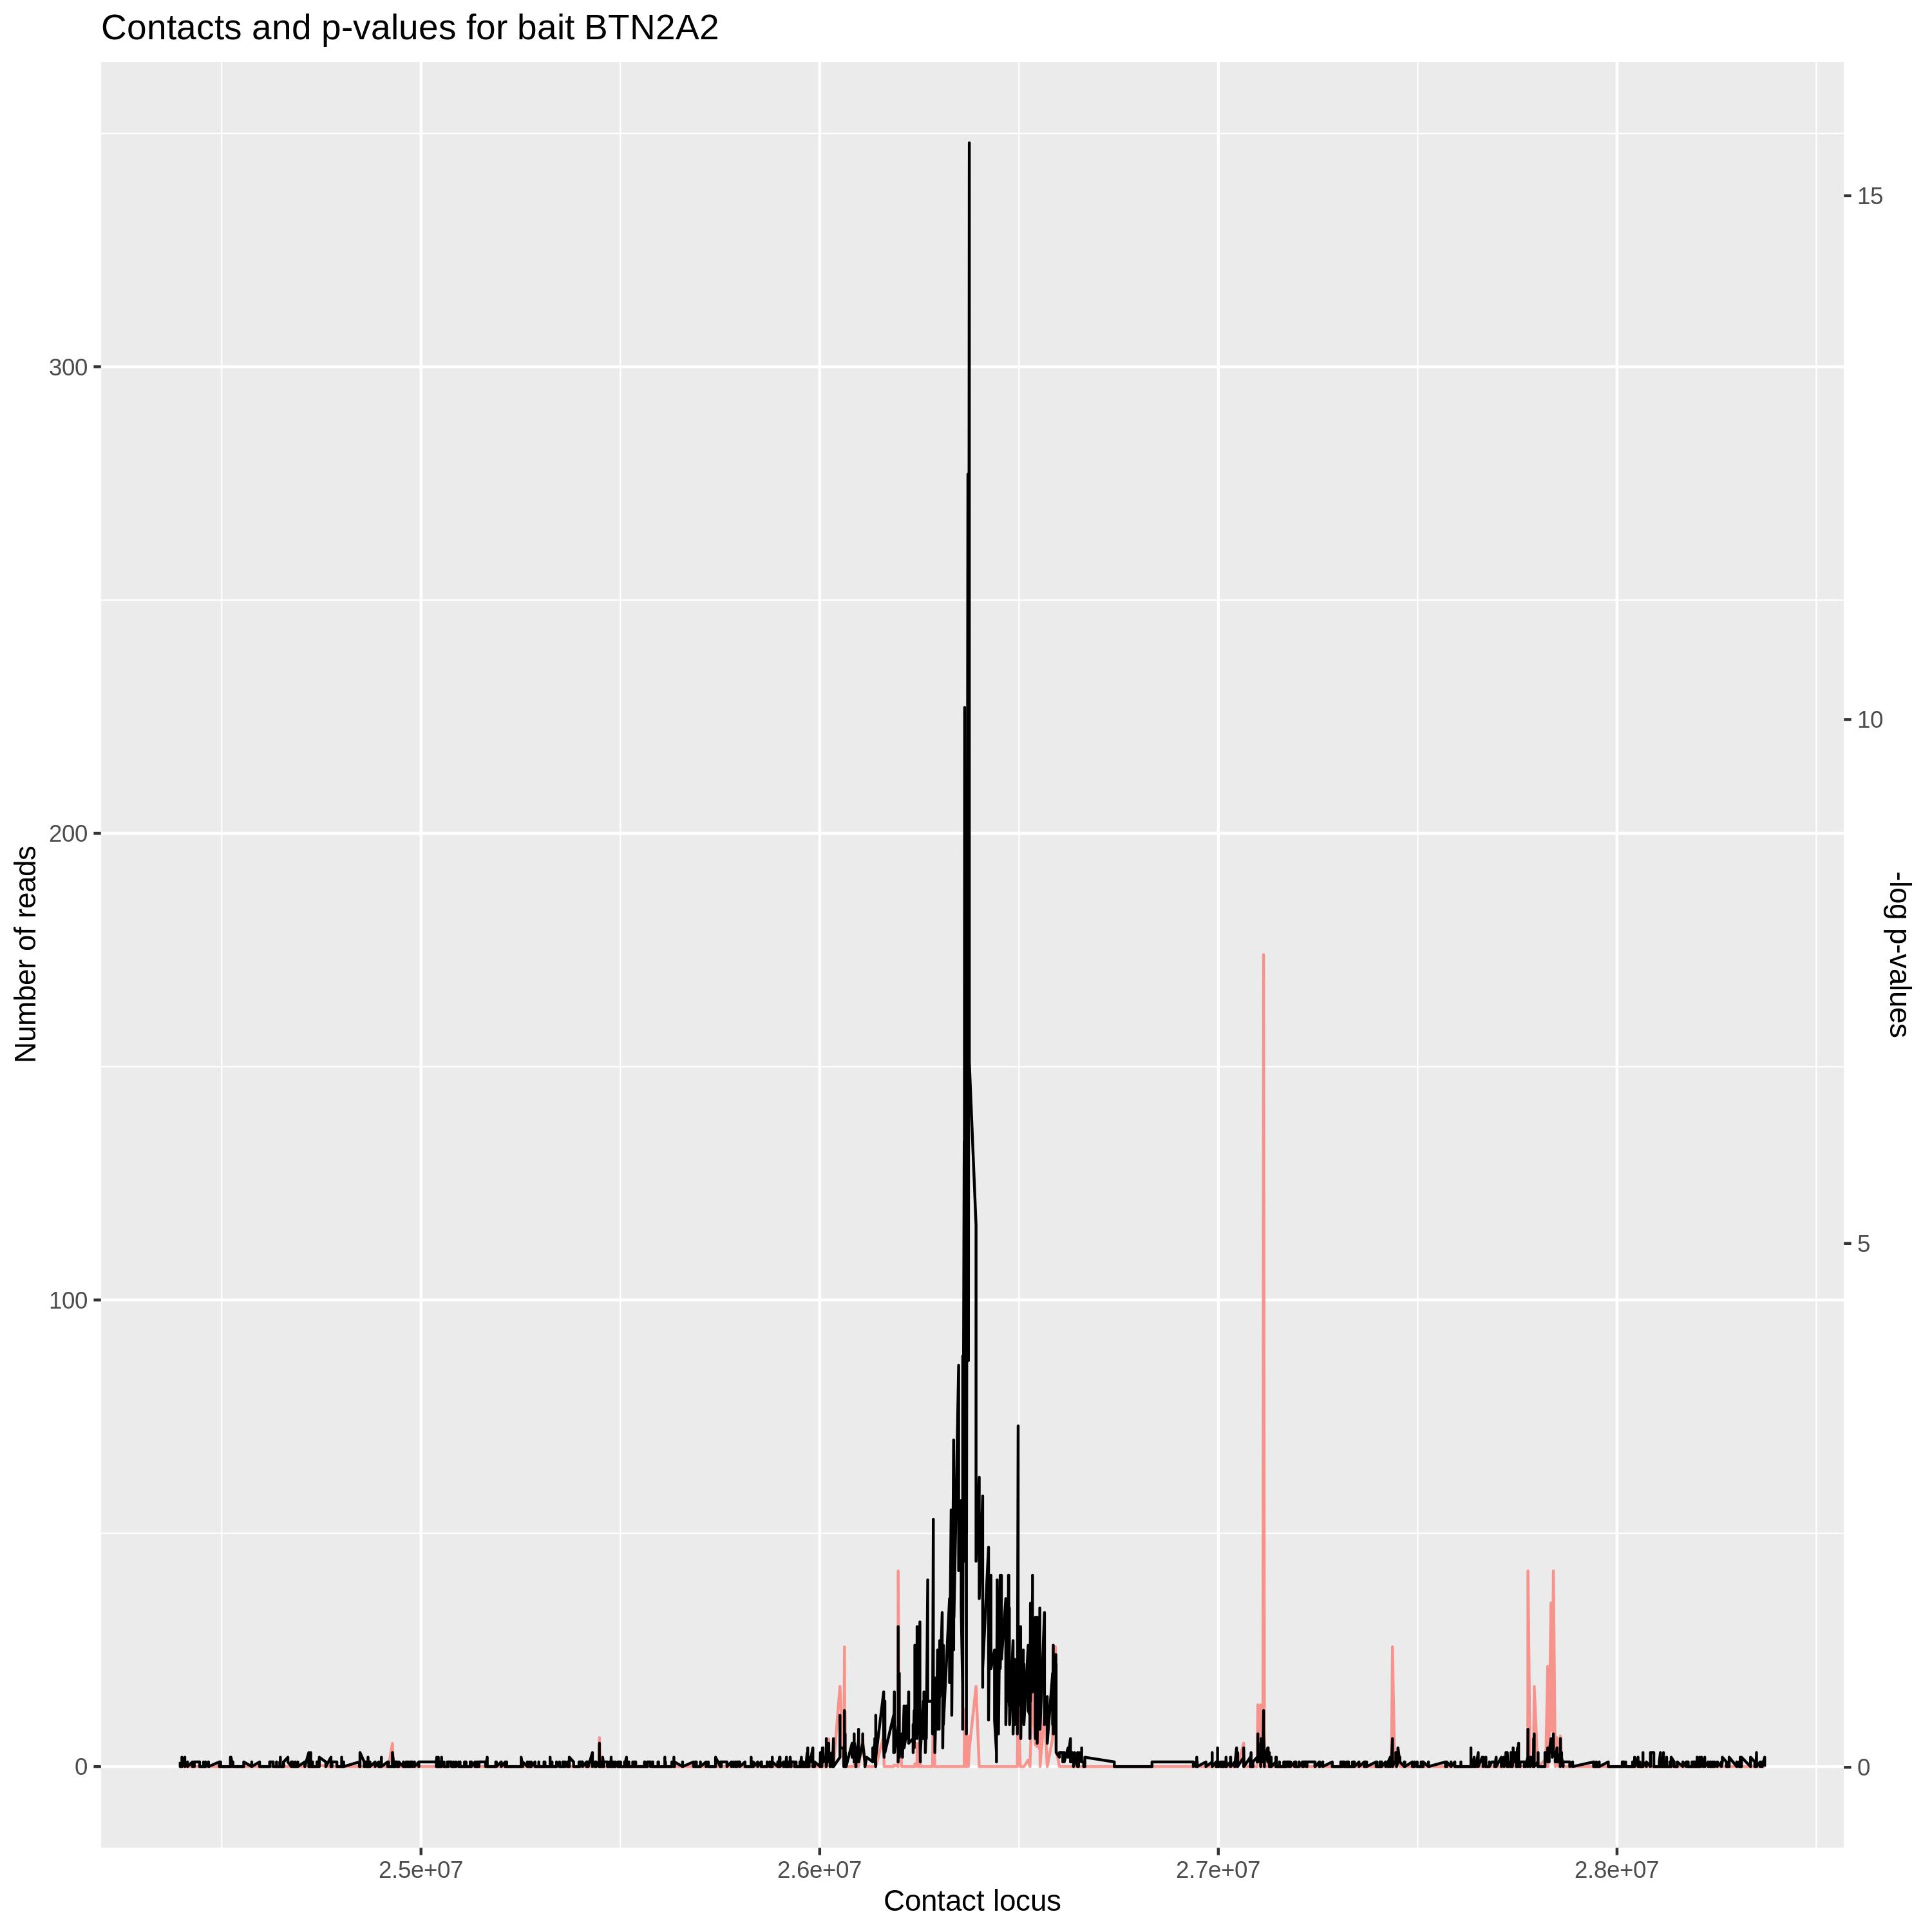 Contacts and p-values for bait BTN2A2
Number of reads
300
200
100
0
15
10
5
0
-log p-values
2.5e+07
2.6e+07
2.7e+07
2.8e+07
Contact locus